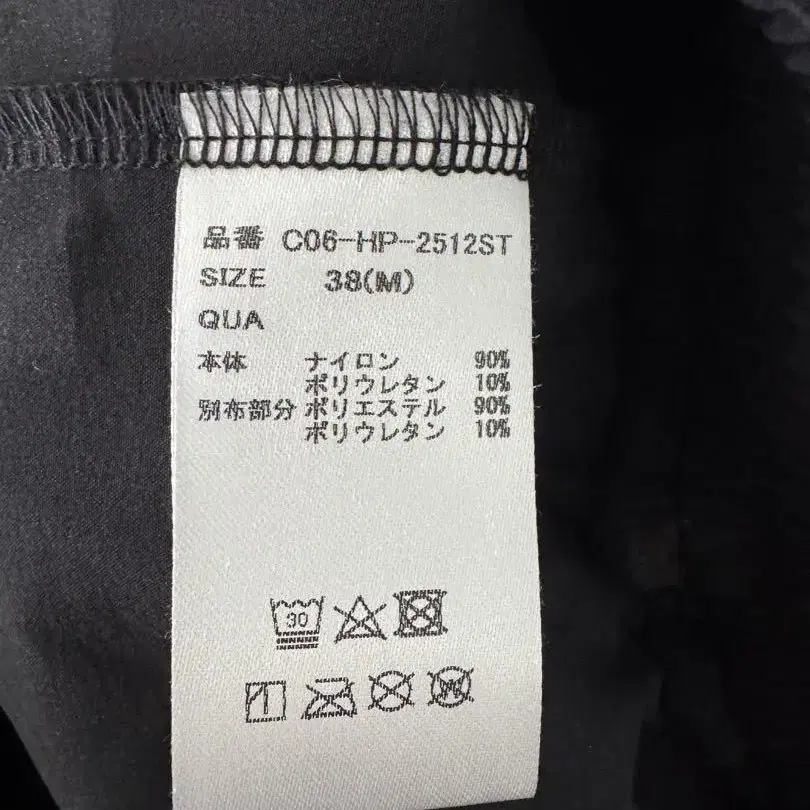 品番 C06-HP-2512ST
SIZE 38(M)
QUA
本体 ナイロン 90%
ポリウレタン 10%
別布部分 ポリエステル 90%
ポリウレタン 10%
30
W